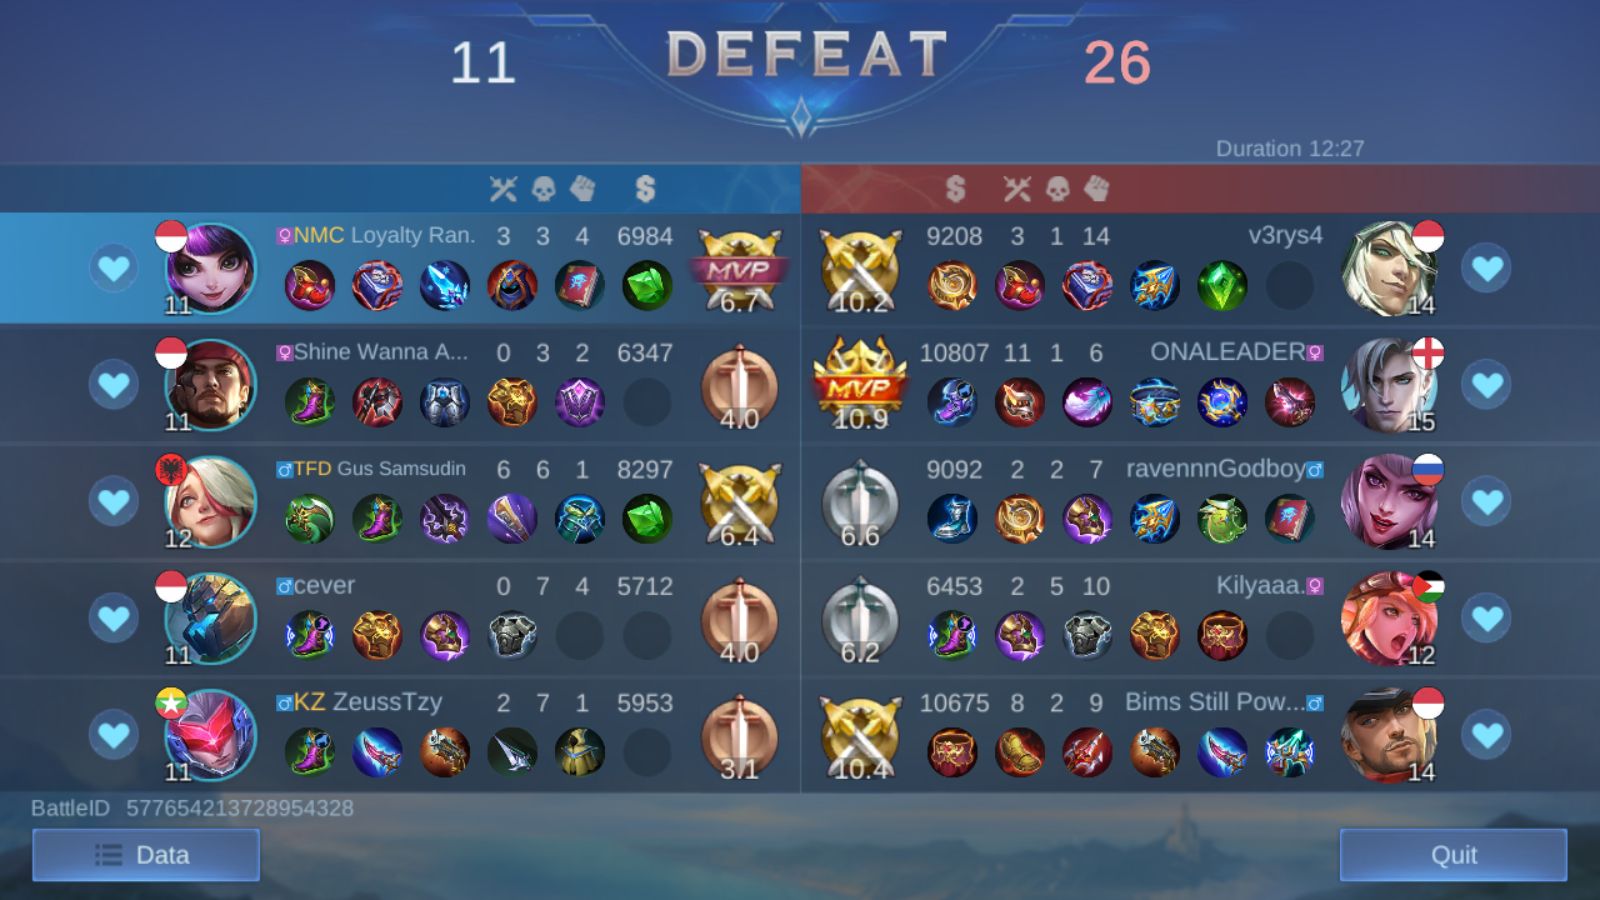 11 DEFEAT 26
Duration 12:27
NMC Loyalty Ran. 3 3 4 6984 MVP 6.7 11
10.2 9208 3 1 14 v3rys4 14
Shine Wanna A... 0 3 2 6347 4.0 11
MVP 10.9 10807 11 1 6 ONALEADER 15
TFD Gus Samsudin 6 6 1 8297 6.4 12
6.6 9092 2 2 7 ravennnGodboy 14
cever 0 7 4 5712 4.0 11
6.2 6453 2 5 10 Kilyaaa. 12
KZ ZeussTzy 2 7 1 5953 3.1 11
10.4 10675 8 2 9 Bims Still Pow... 14
BattleID 577654213728954328
Data
Quit